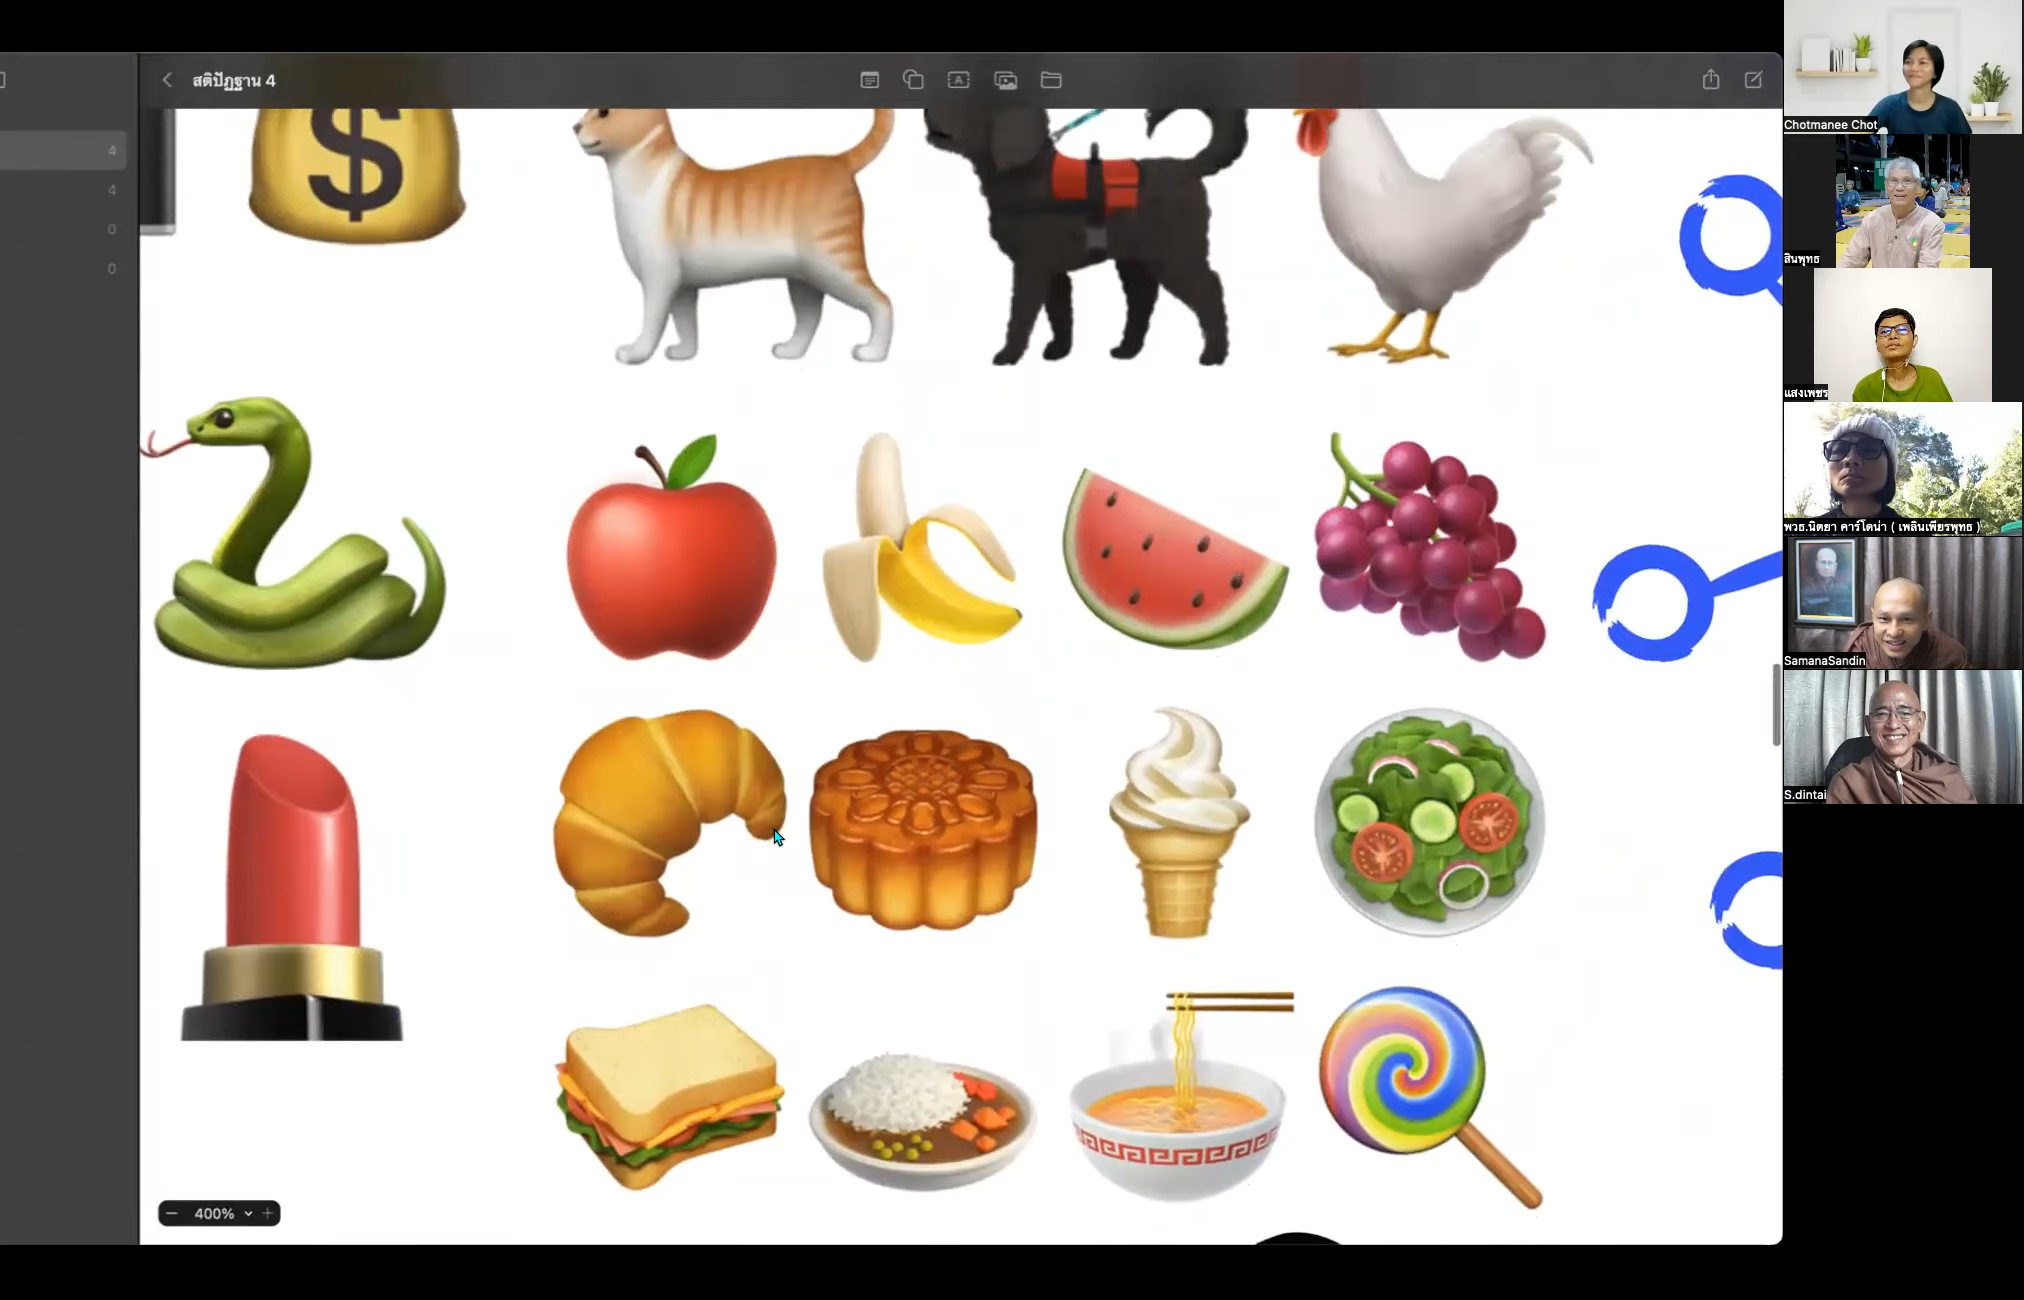 สติปัฏฐาน 4
4
4
0
0
$
400%
Chotmanee Chot
สินพุทธ
แสงเพชร
พวธ.นิตยา คาร์โดน่า ( เพลินเพียรพุทธ )
SamanaSandin
S.dintai